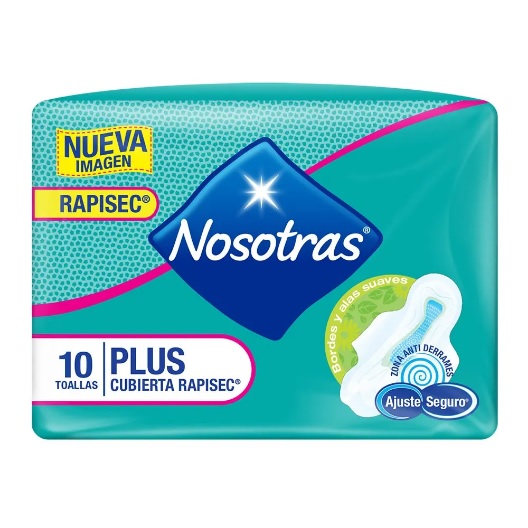 NUEVA
IMAGEN
RAPISEC®
Nosotras®
Bordes y alas suaves
ZONA ANTI DERRAMES
Ajuste Seguro®
10
TOALLAS
PLUS
CUBIERTA RAPISEC®